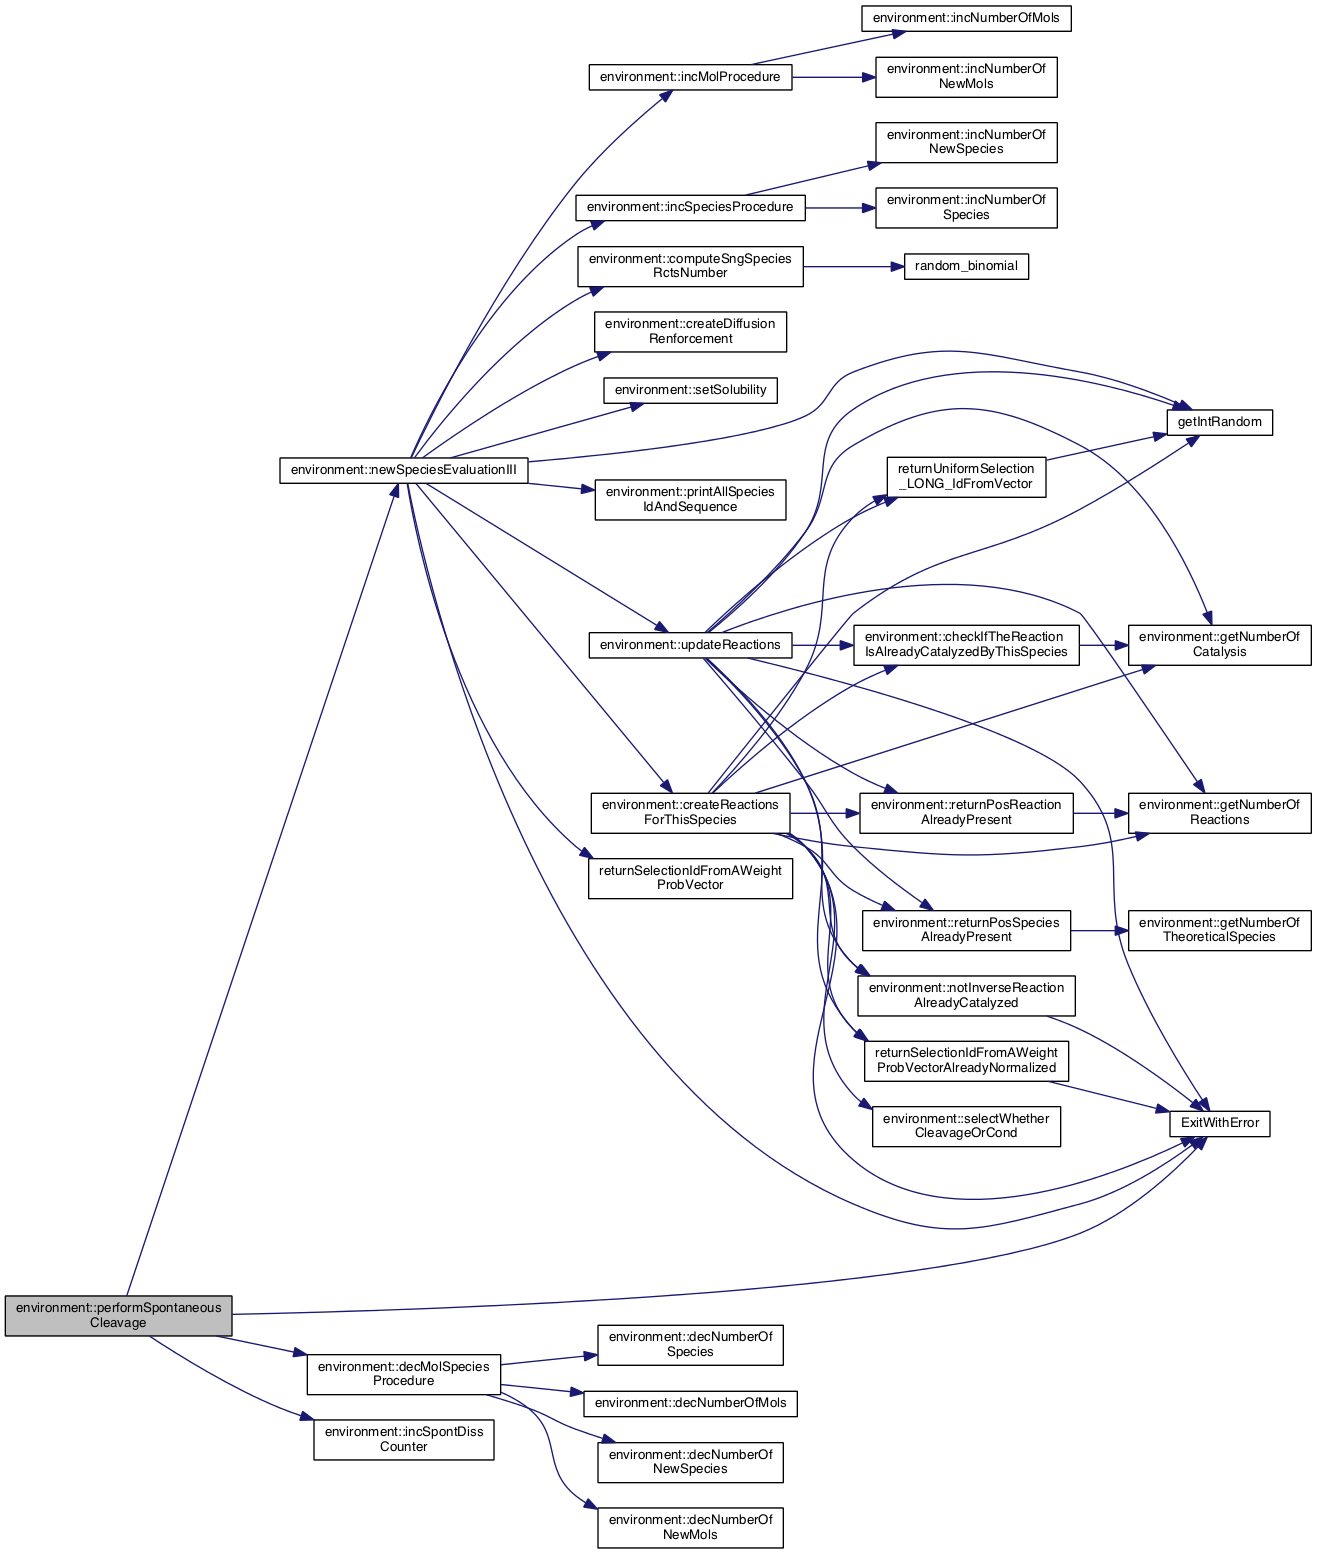 environment::incNumberOfMols
environment::incMolProcedure
environment::incNumberOf
NewMols
environment::incNumberOf
NewSpecies
environment::incSpeciesProcedure
environment::incNumberOf
Species
environment::computeSngSpecies
RctsNumber
random_binomial
environment::createDiffusion
Renforcement
environment::setSolubility
getIntRandom
environment::newSpeciesEvaluationIII
returnUniformSelection
_LONG_IdFromVector
environment::printAllSpecies
IdAndSequence
environment::updateReactions
environment::checkIfTheReaction
IsAlreadyCatalyzedByThisSpecies
environment::getNumberOf
Catalysis
environment::createReactions
ForThisSpecies
environment::returnPosReaction
AlreadyPresent
environment::getNumberOf
Reactions
returnSelectionIdFromAWeight
ProbVector
environment::returnPosSpecies
AlreadyPresent
environment::getNumberOf
TheoreticalSpecies
environment::notInverseReaction
AlreadyCatalyzed
returnSelectionIdFromAWeight
ProbVectorAlreadyNormalized
environment::selectWhether
CleavageOrCond
ExitWithError
environment::performSpontaneous
Cleavage
environment::decMolSpecies
Procedure
environment::decNumberOf
Species
environment::decNumberOfMols
environment::incSpontDiss
Counter
environment::decNumberOf
NewSpecies
environment::decNumberOf
NewMols